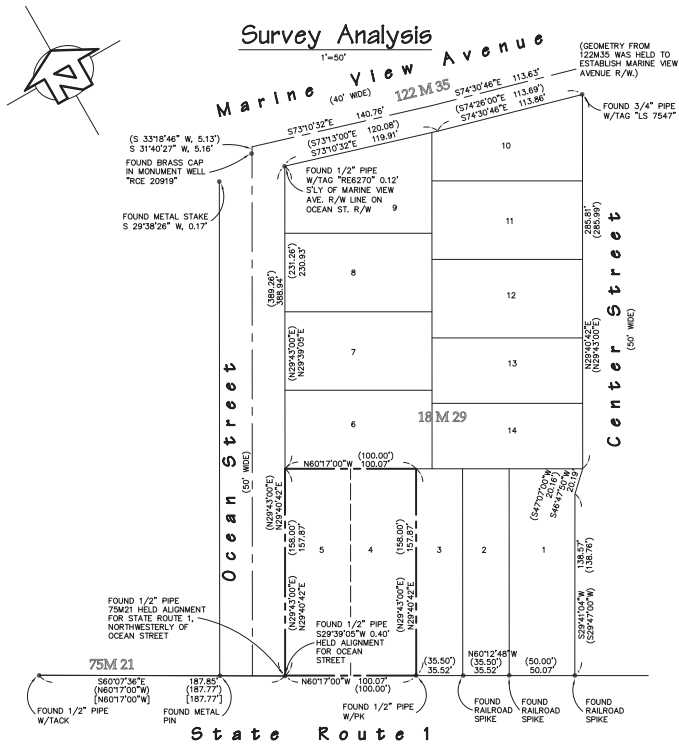 Survey Analysis
1'=50'
Marine View Avenue
(40' WIDE)
122 M 35
(GEOMETRY FROM
122M35 WAS HELD TO
ESTABLISH MARINE VIEW
AVENUE R/W.)
S74°30'46"E 113.63'
(S74°26'00"E 113.69')
S74°30'46"E 113.86'
S73°10'32"E 140.76'
(S73°13'00"E 120.08')
S73°10'32"E 119.91'
FOUND 3/4" PIPE
W/TAG "LS 7547"
(S 33°18'46" W, 5.13')
S 31°40'27" W, 5.16'
FOUND BRASS CAP
IN MONUMENT WELL
"RCE 20919"
FOUND METAL STAKE
S 29°38'26" W, 0.17'
FOUND 1/2" PIPE
W/TAG "RE6270" 0.12'
S'LY OF MARINE VIEW
AVE. R/W LINE ON
OCEAN ST. R/W
9
10
11
12
13
14
8
7
6
(389.26')
388.94'
(231.26')
230.93'
(N29°43'00"E)
N29°39'05"E
285.81'
(285.99')
N29°40'42"E
(N29°43'00"E)
Center Street
(50' WIDE)
Ocean Street
(50' WIDE)
18 M 29
(100.00')
N60°17'00"W 100.07'
(N29°43'00"E)
N29°40'42"E
(158.00')
157.87'
(N29°43'00"E)
N29°40'42"E
(158.00')
157.87'
(N29°43'00"E)
N29°40'42"E
5
4
3
2
1
(S47°07'00"W
20.16')
S46°47'50"W
20.19'
138.57'
(138.76')
(S29°41'04"W
(S29°47'00"W)
FOUND 1/2" PIPE
75M21 HELD ALIGNMENT
FOR STATE ROUTE 1,
NORTHWESTERLY OF
OCEAN STREET
FOUND 1/2" PIPE
S29°39'05"W 0.40'
HELD ALIGNMENT
FOR OCEAN
STREET
75M 21
S60°07'36"E 187.85'
(N60°17'00"W) (187.77')
[N60°17'00"W] [187.77']
N60°17'00"W 100.07'
(100.00')
N60°12'48"W
(35.50')
35.52'
(35.50')
35.52'
(50.00')
50.07'
FOUND 1/2" PIPE
W/TACK
FOUND METAL
PIN
FOUND 1/2" PIPE
W/PK
FOUND
RAILROAD
SPIKE
FOUND
RAILROAD
SPIKE
FOUND
RAILROAD
SPIKE
State Route 1
N